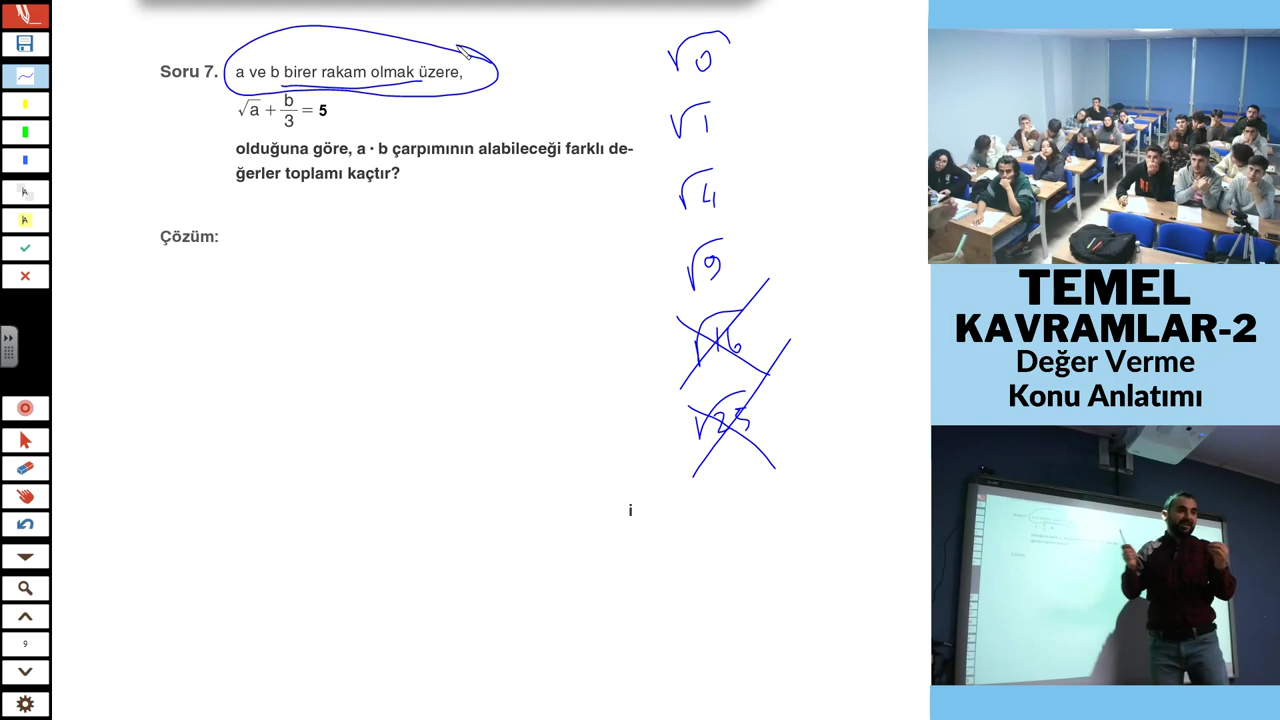 Soru 7. a ve b birer rakam olmak üzere,
√a + b/3 = 5
olduğuna göre, a · b çarpımının alabileceği farklı de-
ğerler toplamı kaçtır?
Çözüm:
√0
√1
√4
√9
√16
√25
i
9
TEMEL
KAVRAMLAR-2
Değer Verme
Konu Anlatımı